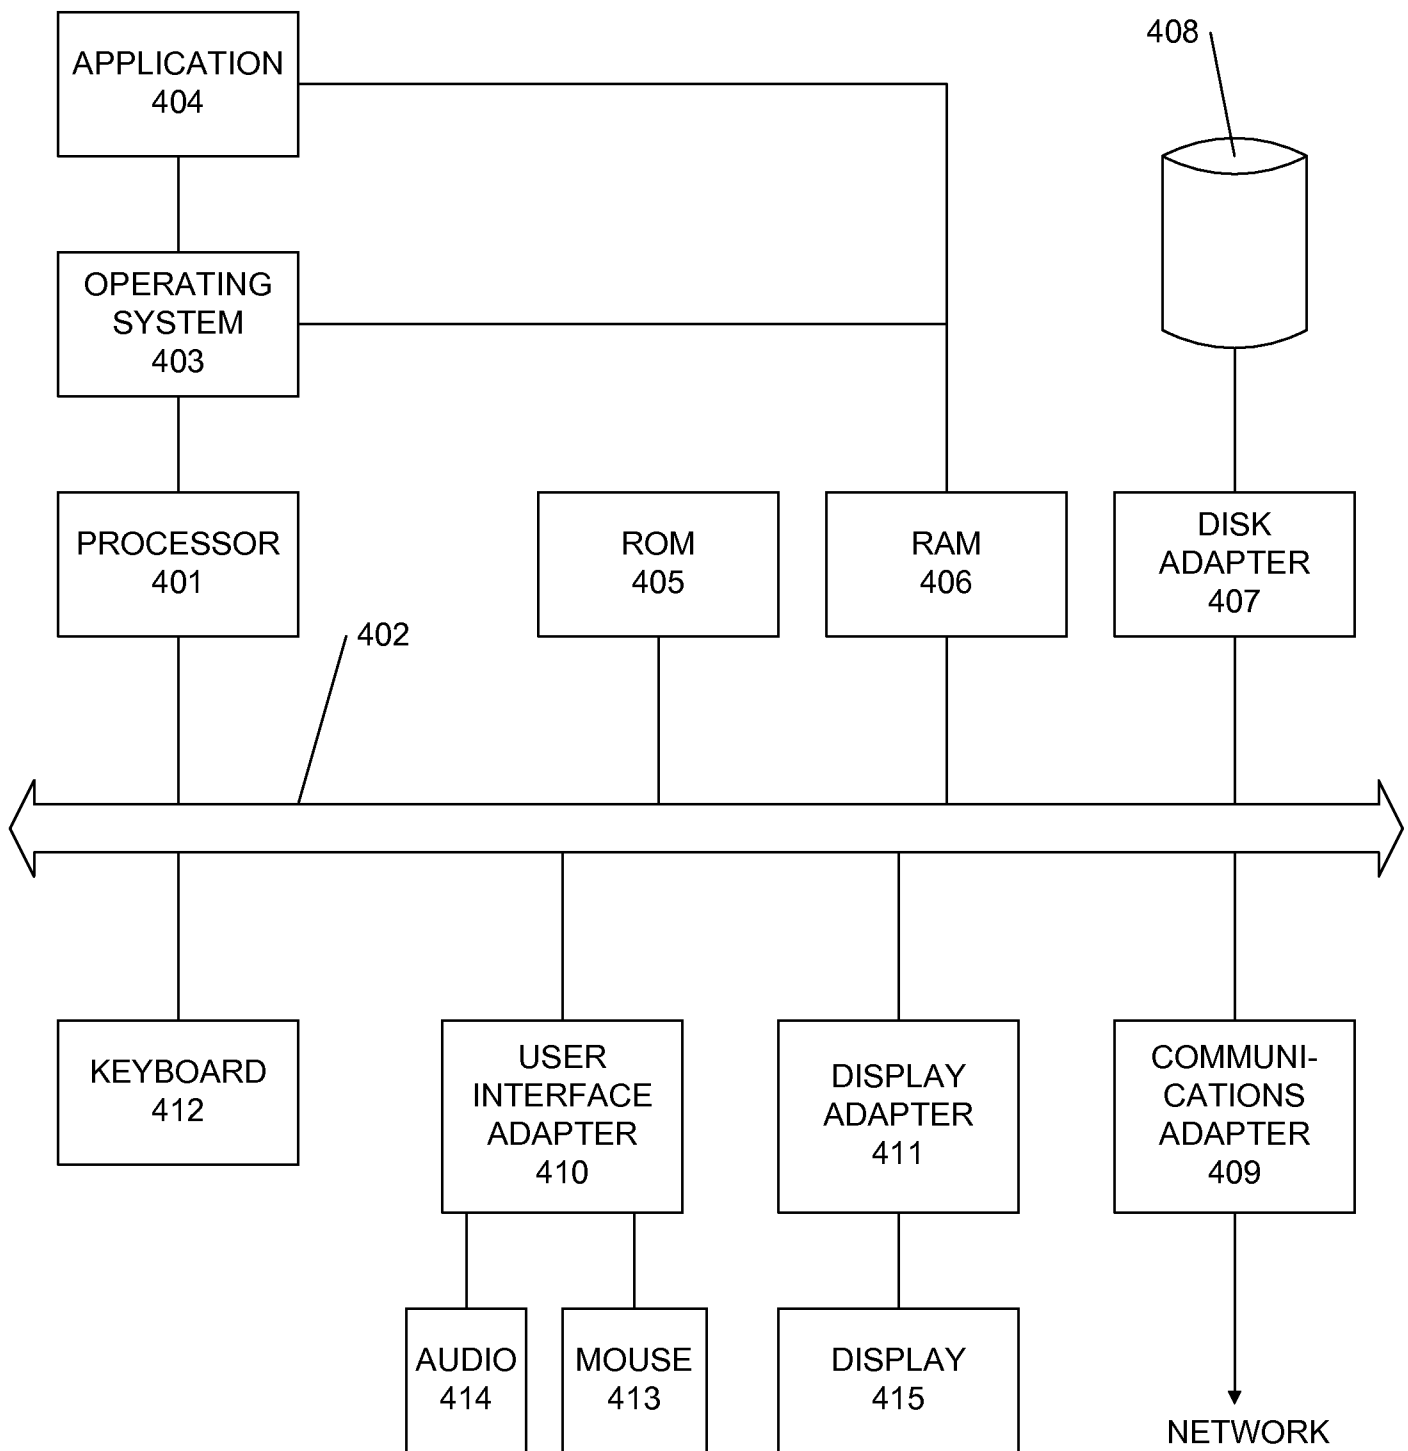 APPLICATION
404
408
OPERATING
SYSTEM
403
PROCESSOR
401
ROM
405
RAM
406
DISK
ADAPTER
407
402
KEYBOARD
412
USER
INTERFACE
ADAPTER
410
DISPLAY
ADAPTER
411
COMMUNI-
CATIONS
ADAPTER
409
AUDIO
414
MOUSE
413
DISPLAY
415
NETWORK